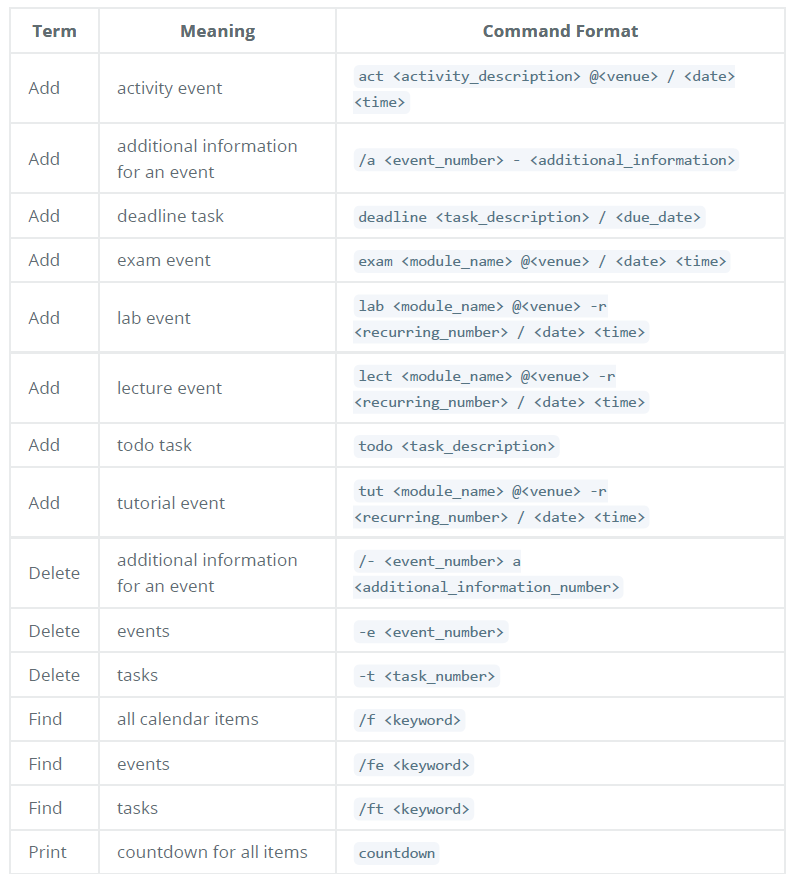 Term Meaning Command Format
Add activity event act <activity_description> @<venue> / <date>
<time>
Add additional information
for an event /a <event_number> - <additional_information>
Add deadline task deadline <task_description> / <due_date>
Add exam event exam <module_name> @<venue> / <date> <time>
Add lab event lab <module_name> @<venue> -r
<recurring_number> / <date> <time>
Add lecture event lect <module_name> @<venue> -r
<recurring_number> / <date> <time>
Add todo task todo <task_description>
Add tutorial event tut <module_name> @<venue> -r
<recurring_number> / <date> <time>
Delete additional information
for an event /- <event_number> a
<additional_information_number>
Delete events -e <event_number>
Delete tasks -t <task_number>
Find all calendar items /f <keyword>
Find events /fe <keyword>
Find tasks /ft <keyword>
Print countdown for all items countdown